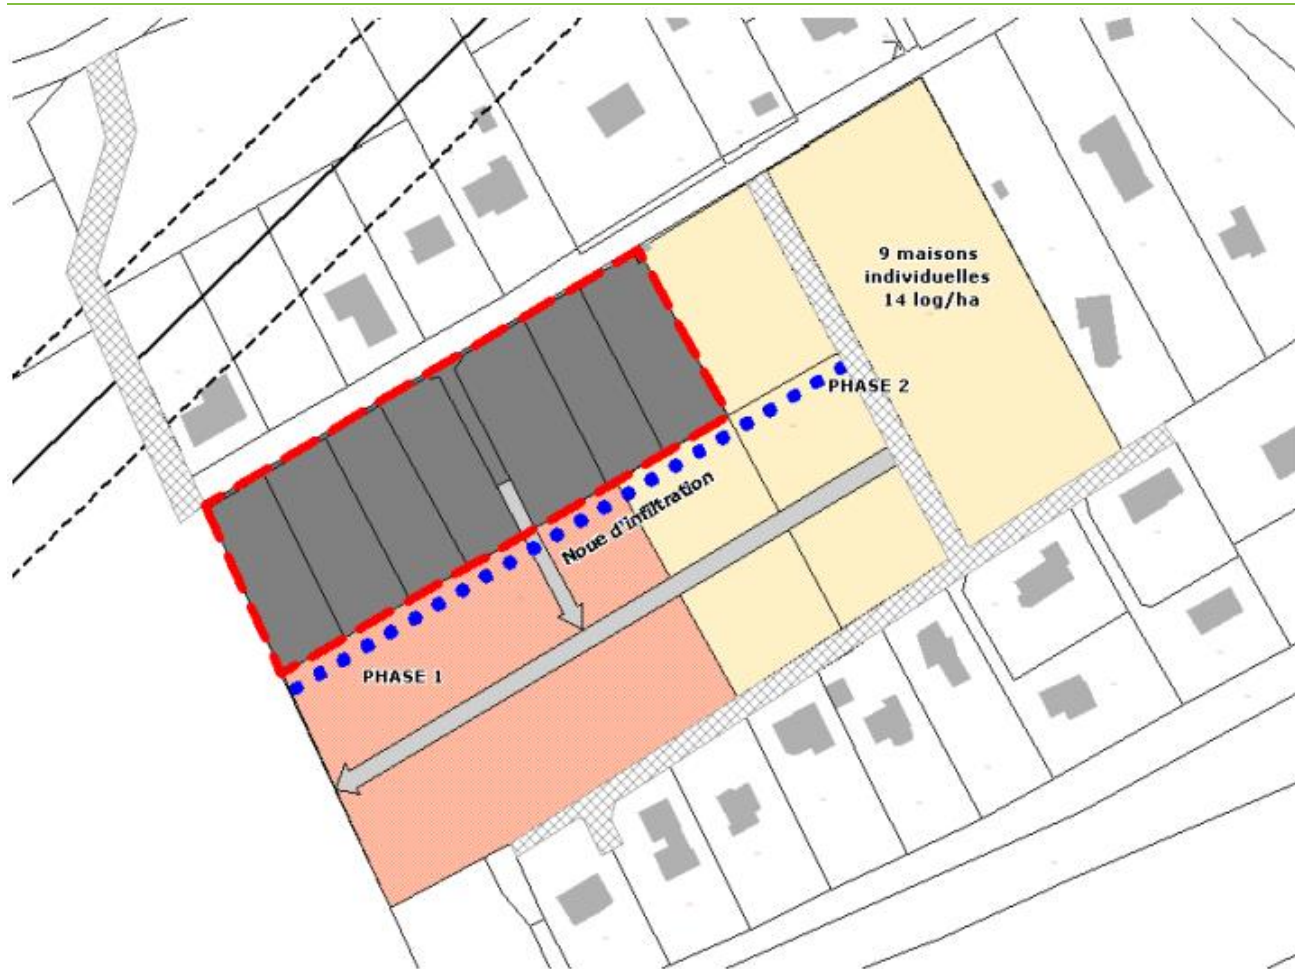 9 maisons
individuelles
14 log/ha
PHASE 2
Noue d'infiltration
PHASE 1